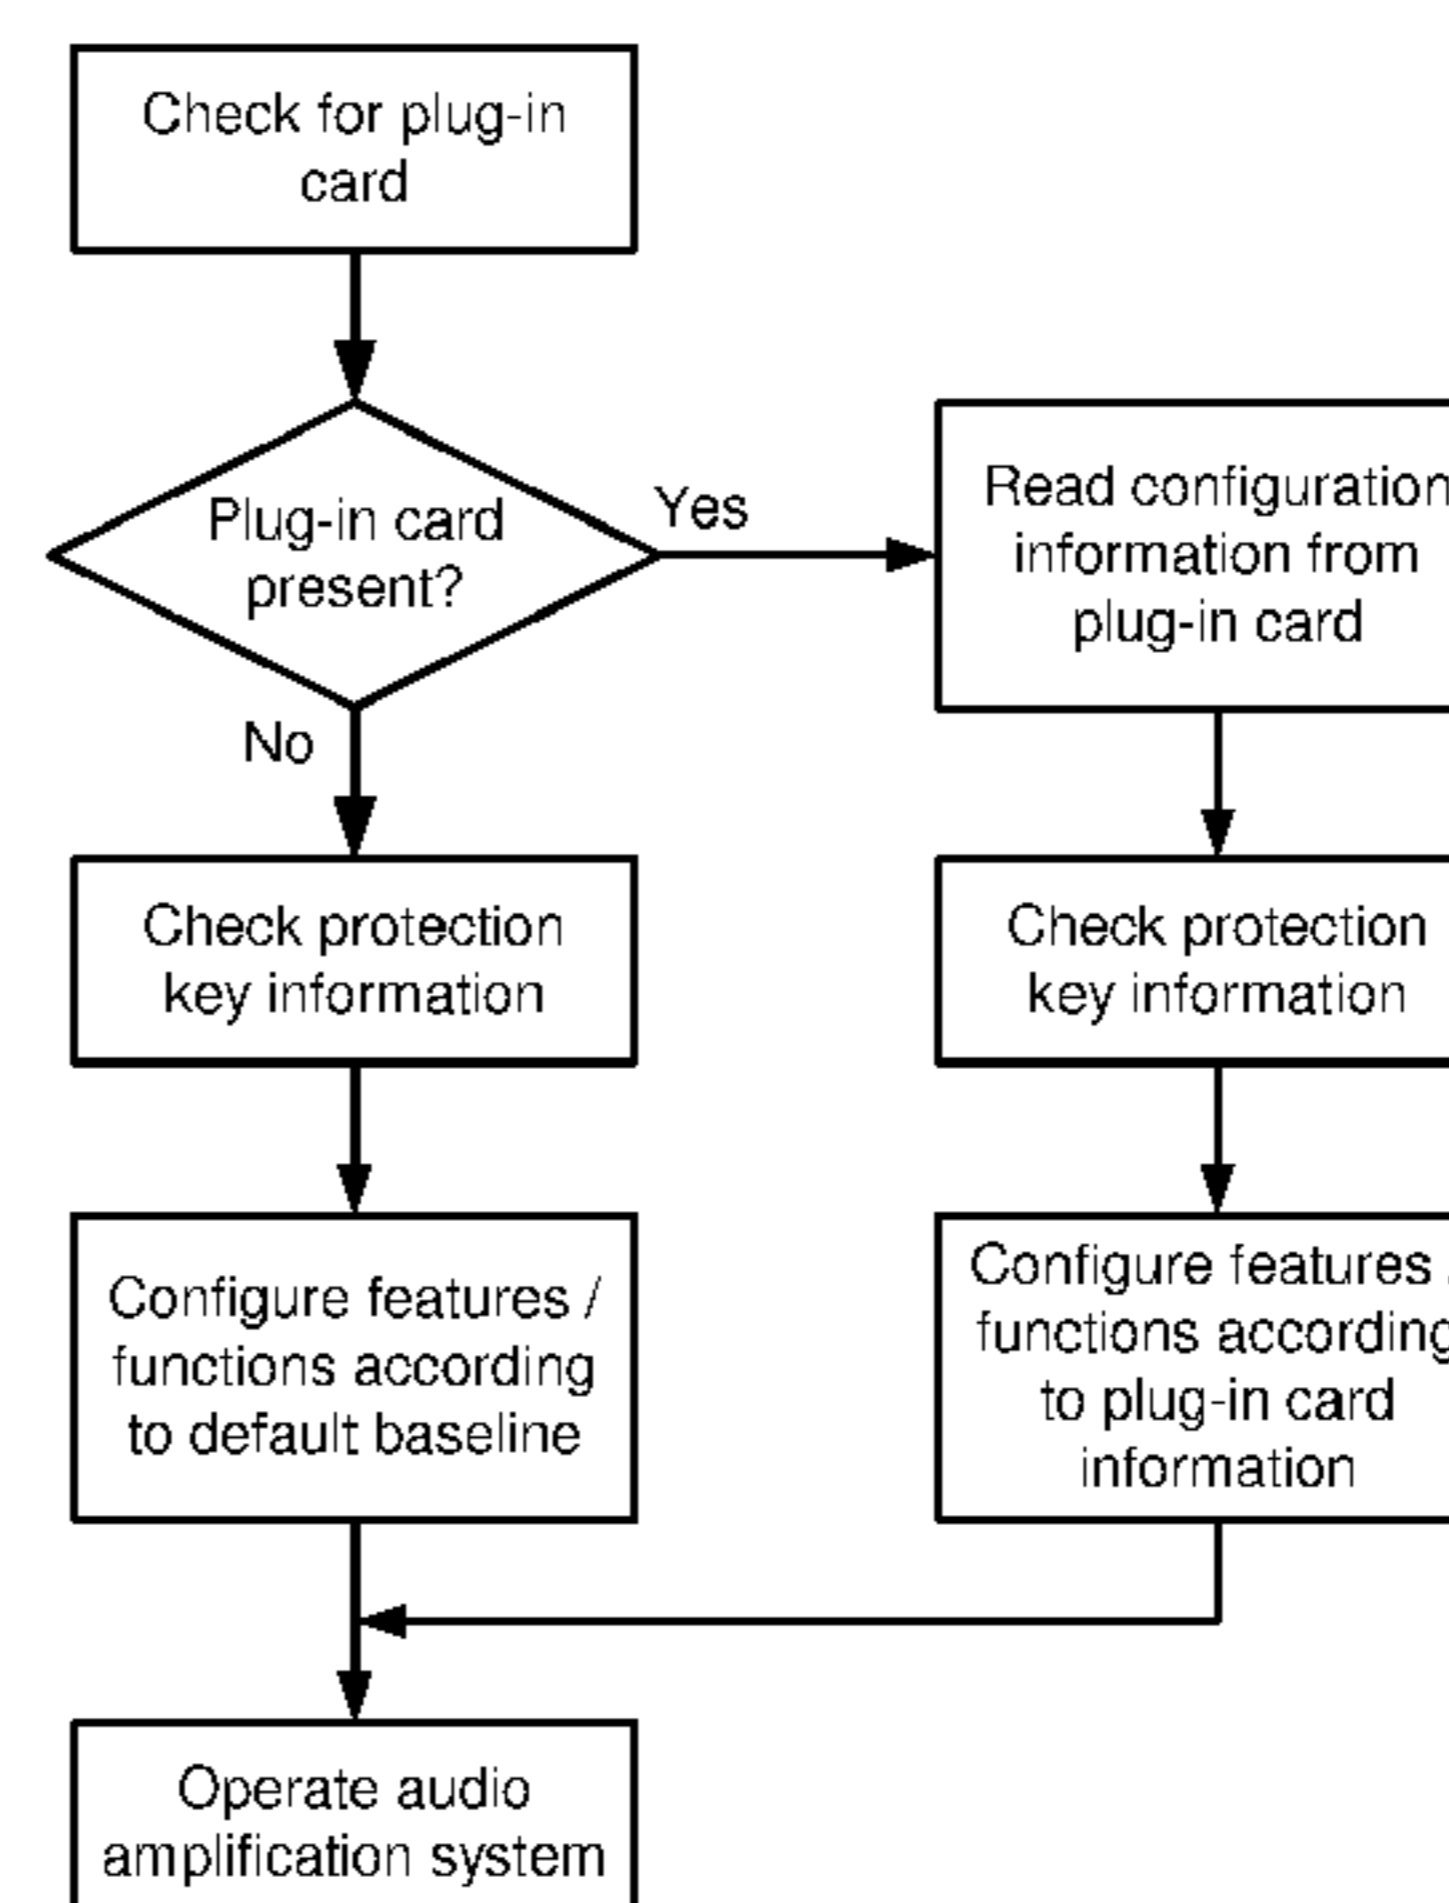 Check for plug-in
card
Plug-in card
present?
Yes
No
Read configuration
information from
plug-in card
Check protection
key information
Check protection
key information
Configure features /
functions according
to default baseline
Configure features /
functions according
to plug-in card
information
Operate audio
amplification system